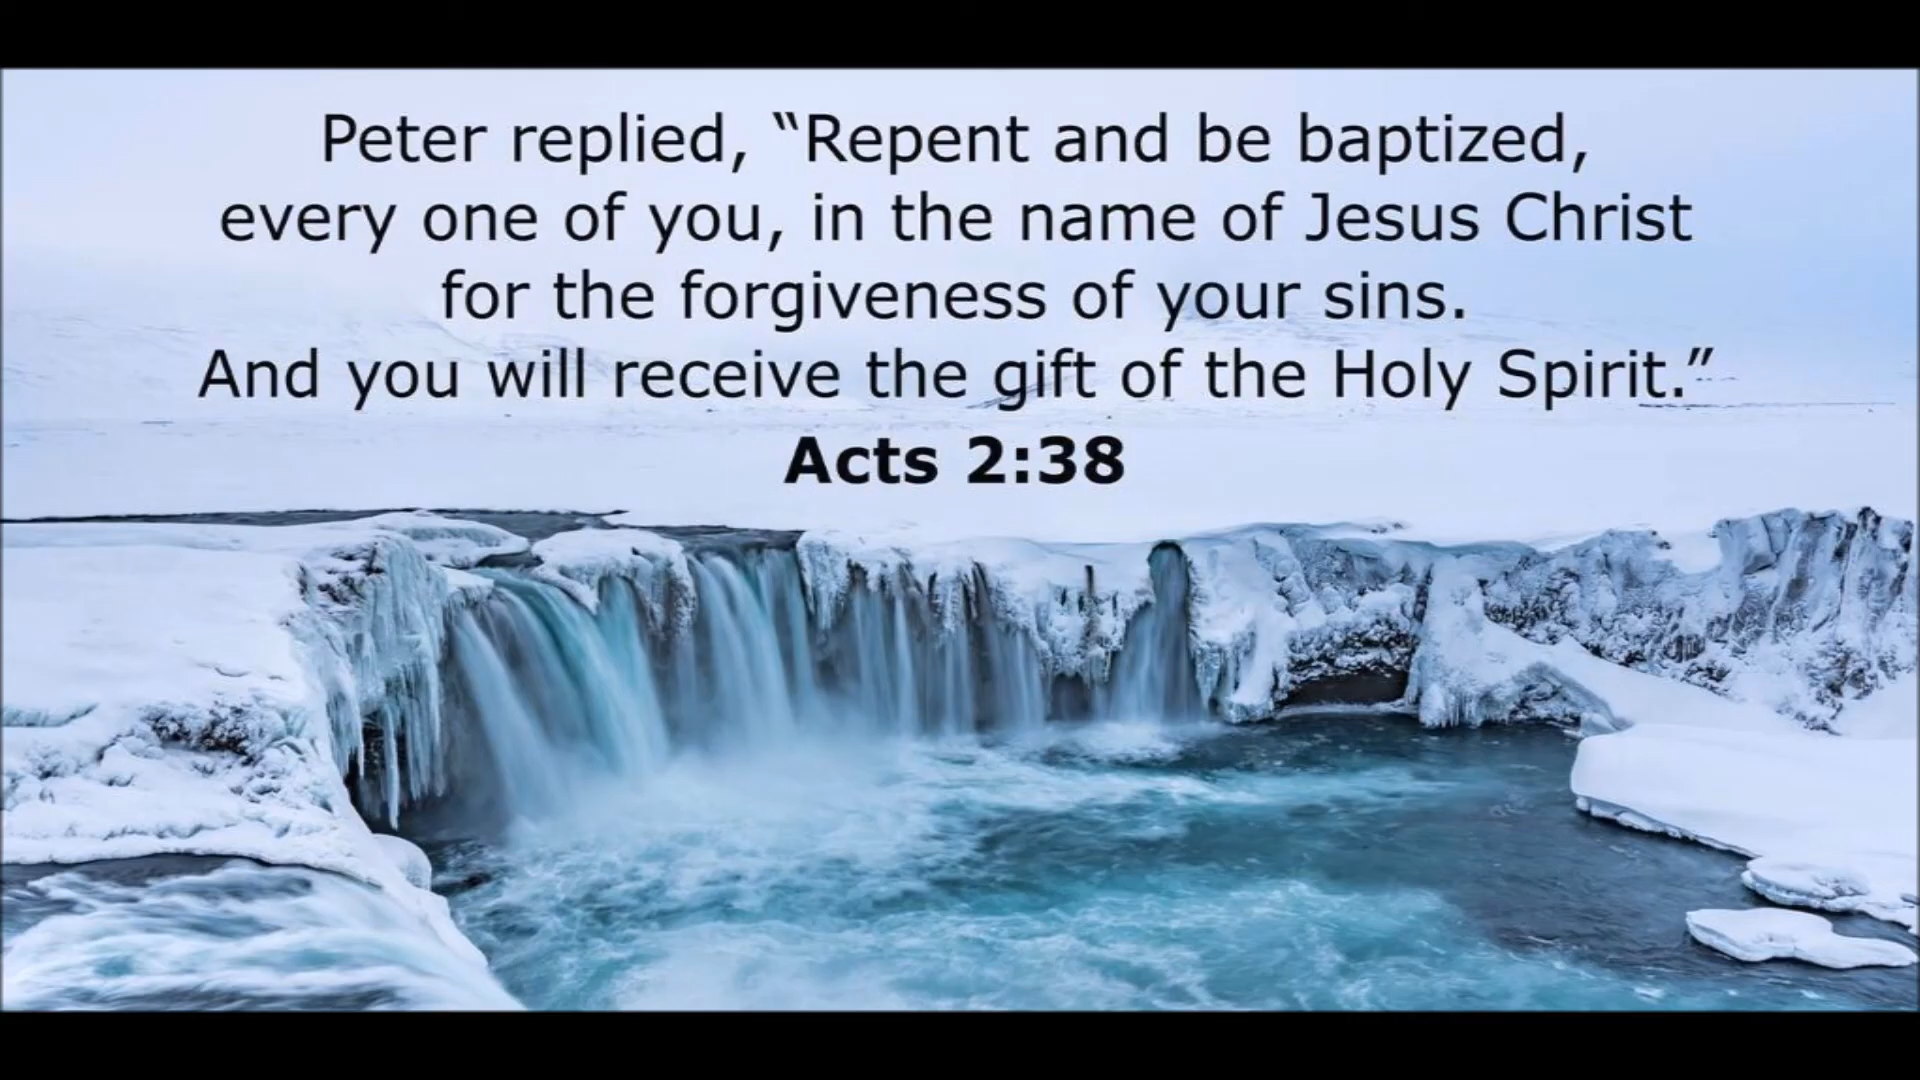 Peter replied, “Repent and be baptized,
every one of you, in the name of Jesus Christ
for the forgiveness of your sins.
And you will receive the gift of the Holy Spirit.”
Acts 2:38